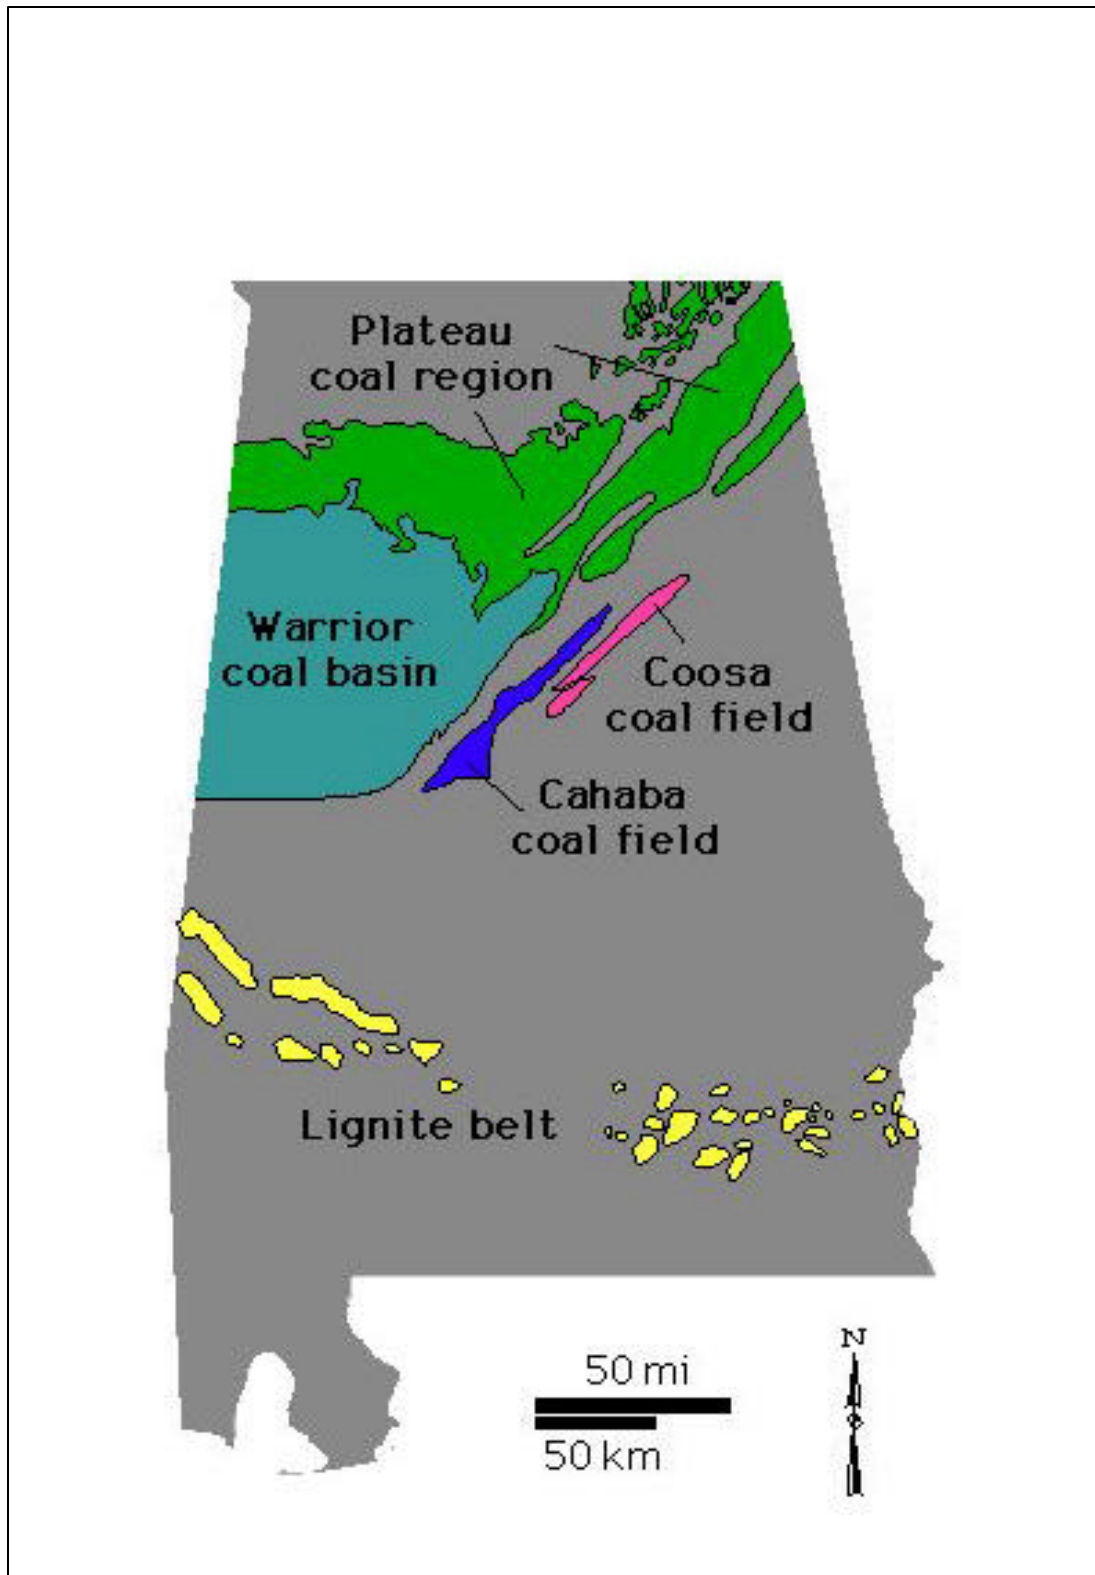 Plateau
coal region
Warrior
coal basin
Coosa
coal field
Cahaba
coal field
Lignite belt
N
50 mi
50 km